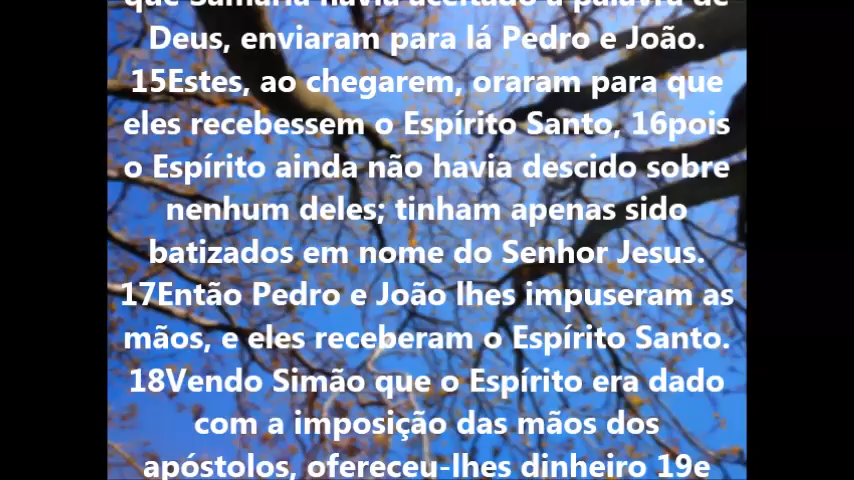 que Samaria havia aceitado a palavra de
Deus, enviaram para lá Pedro e João.
15Estes, ao chegarem, oraram para que
eles recebessem o Espírito Santo, 16pois
o Espírito ainda não havia descido sobre
nenhum deles; tinham apenas sido
batizados em nome do Senhor Jesus.
17Então Pedro e João lhes impuseram as
mãos, e eles receberam o Espírito Santo.
18Vendo Simão que o Espírito era dado
com a imposição das mãos dos
apóstolos, ofereceu-lhes dinheiro 19e